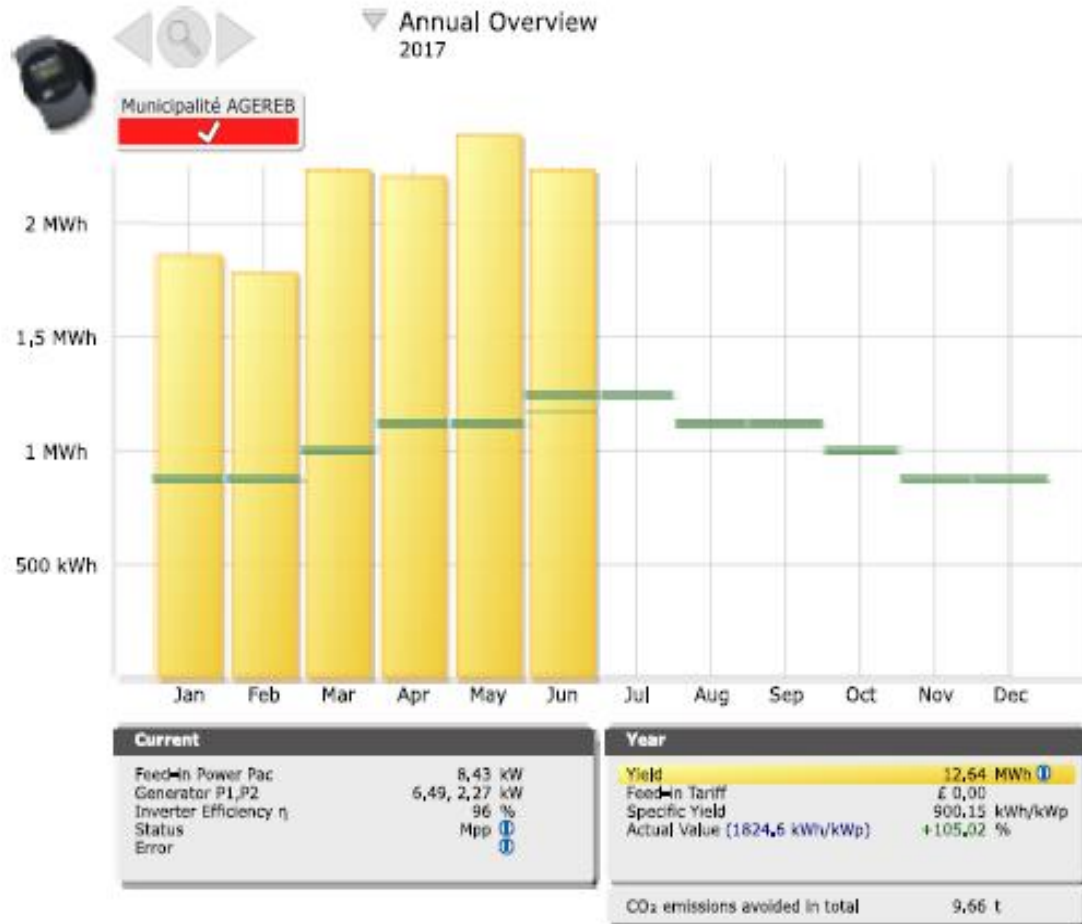 Annual Overview
2017
Municipalité AGEREB
2 MWh
1,5 MWh
1 MWh
500 kWh
Jan Feb Mar Apr May Jun Jul Aug Sep Oct Nov Dec
Current
Feed-in Power Pac 8,43 kW
Generator P1,P2 6,49, 2,27 kW
Inverter Efficiency η 96 %
Status Mpp
Error
Year
Yield 12,64 MWh
Feed-in Tariff £ 0,00
Specific Yield 900,15 kWh/kWp
Actual Value (1824,6 kWh/kWp) +105,02 %
CO₂ emissions avoided in total 9,66 t